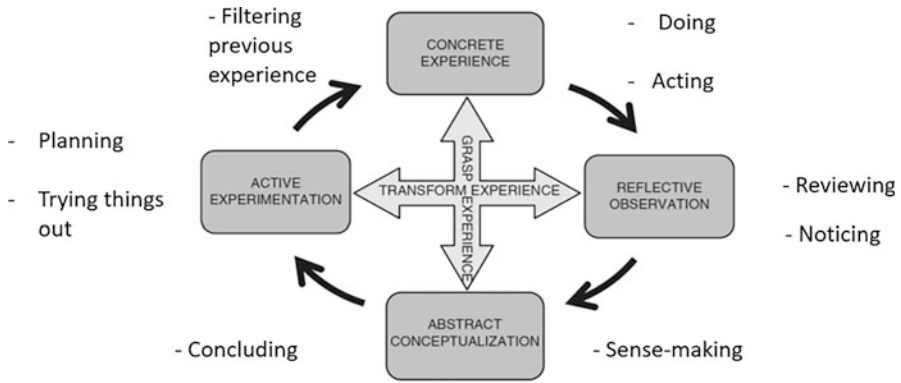 - Filtering
previous
experience
CONCRETE
EXPERIENCE
- Doing
- Acting
- Planning
- Trying things
out
ACTIVE
EXPERIMENTATION
GRASP EXPERIENCE
TRANSFORM EXPERIENCE
REFLECTIVE
OBSERVATION
- Reviewing
- Noticing
ABSTRACT
CONCEPTUALIZATION
- Concluding
- Sense-making